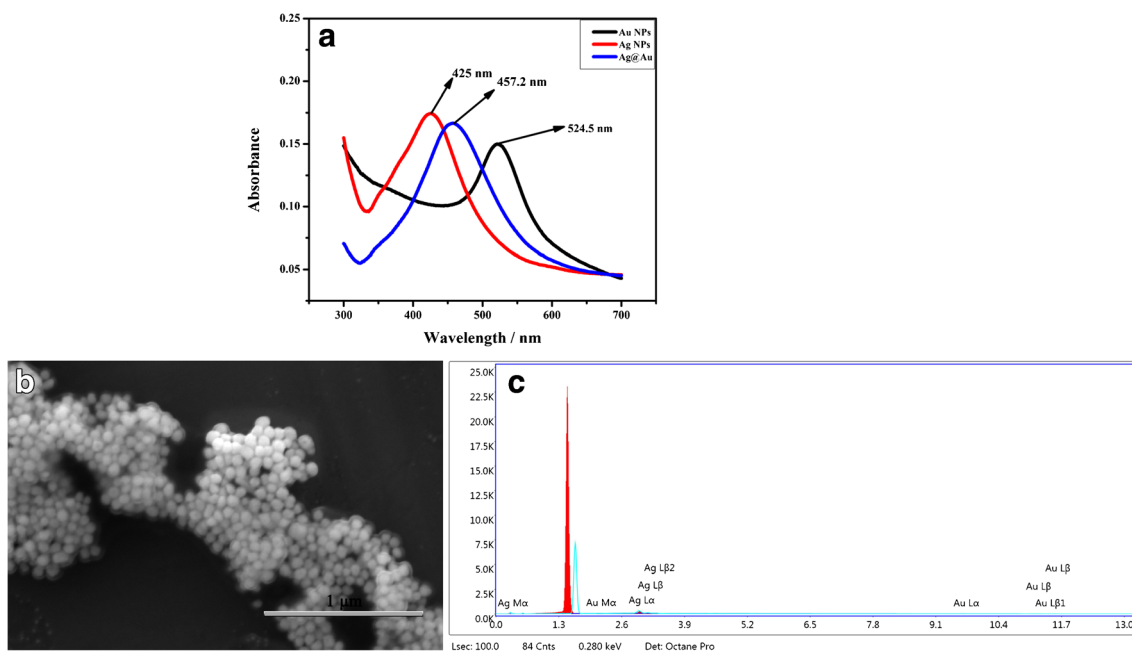 a
Au NPs
Ag NPs
Ag@Au
425 nm
457.2 nm
524.5 nm
0.25
0.20
0.15
0.10
0.05
Absorbance
300 400 500 600 700
Wavelength / nm
b
1 µm
c
25.0K
22.5K
20.0K
17.5K
15.0K
12.5K
10.0K
7.5K
5.0K
2.5K
0.0K
Ag Lβ2
Ag Lβ
Ag Mα
Au Mα
Ag Lα
Au Lβ
Au Lβ
Au Lα
Au Lβ1
0.0 1.3 2.6 3.9 5.2 6.5 7.8 9.1 10.4 11.7 13.0
Lsec: 100.0 84 Cnts 0.280 keV Det: Octane Pro